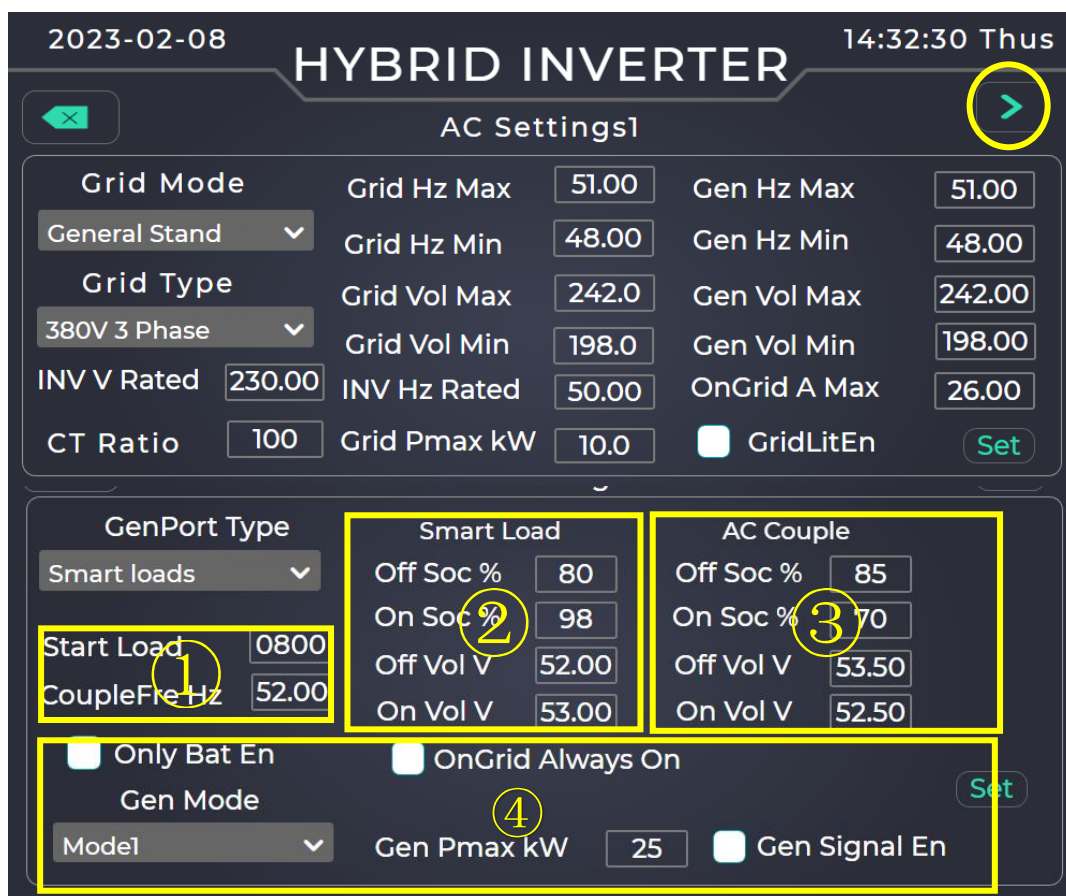 2023-02-08
14:32:30 Thus
HYBRID INVERTER
AC Settings1
Grid Mode
Grid Hz Max 51.00
Gen Hz Max 51.00
General Stand
Grid Hz Min 48.00
Gen Hz Min 48.00
Grid Type
Grid Vol Max 242.0
Gen Vol Max 242.00
380V 3 Phase
Grid Vol Min 198.0
Gen Vol Min 198.00
INV V Rated 230.00
INV Hz Rated 50.00
OnGrid A Max 26.00
CT Ratio 100
Grid Pmax kW 10.0
GridLitEn
Set
GenPort Type
Smart Load
AC Couple
Smart loads
Off Soc % 80
Off Soc % 85
On Soc % 98
On Soc % 70
②
③
Start Load 0800
Off Vol V 52.00
Off Vol V 53.50
①
CoupleFre Hz 52.00
On Vol V 53.00
On Vol V 52.50
Only Bat En
OnGrid Always On
Set
Gen Mode
④
Mode1
Gen Pmax kW 25
Gen Signal En